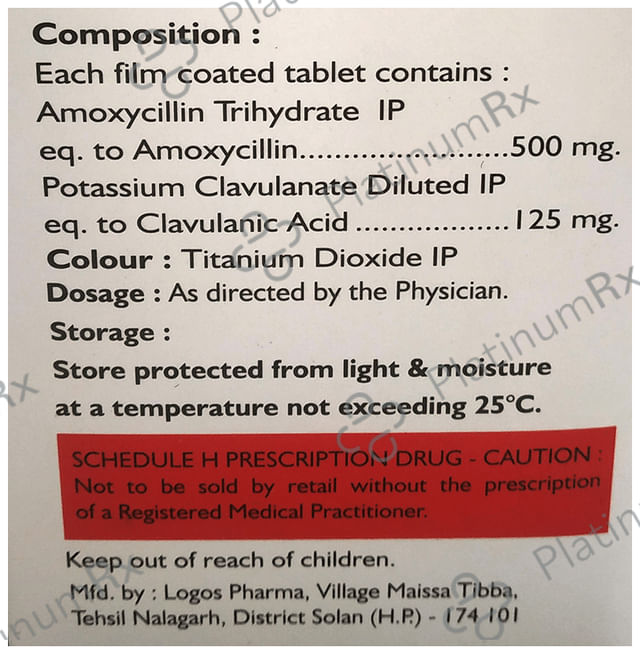 Composition :
Each film coated tablet contains :
Amoxycillin Trihydrate IP
eq. to Amoxycillin.......................500 mg.
Potassium Clavulanate Diluted IP
eq. to Clavulanic Acid ..................125 mg.
Colour : Titanium Dioxide IP
Dosage : As directed by the Physician.
Storage :
Store protected from light & moisture
at a temperature not exceeding 25°C.
SCHEDULE H PRESCRIPTION DRUG - CAUTION :
Not to be sold by retail without the prescription
of a Registered Medical Practitioner.
Keep out of reach of children.
Mfd. by : Logos Pharma, Village Maissa Tibba,
Tehsil Nalagarh, District Solan (H.P.) - 174 101
PlatinumRx
PlatinumRx